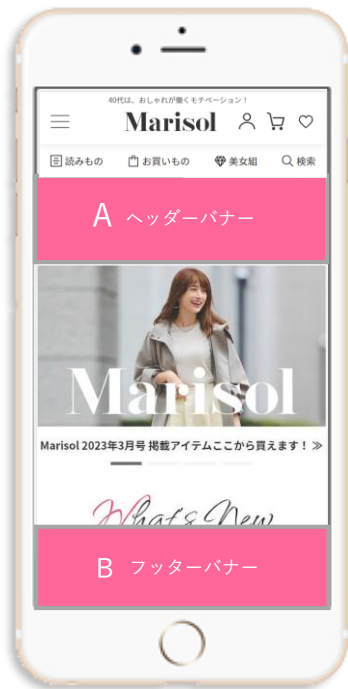 40代は、おしゃれが働くモチベーション！
Marisol
読みもの お買いもの 美女組 検索
A ヘッダーバナー
Marisol
Marisol 2023年3月号 掲載アイテムここから買えます！ ≫
What's New
B フッターバナー